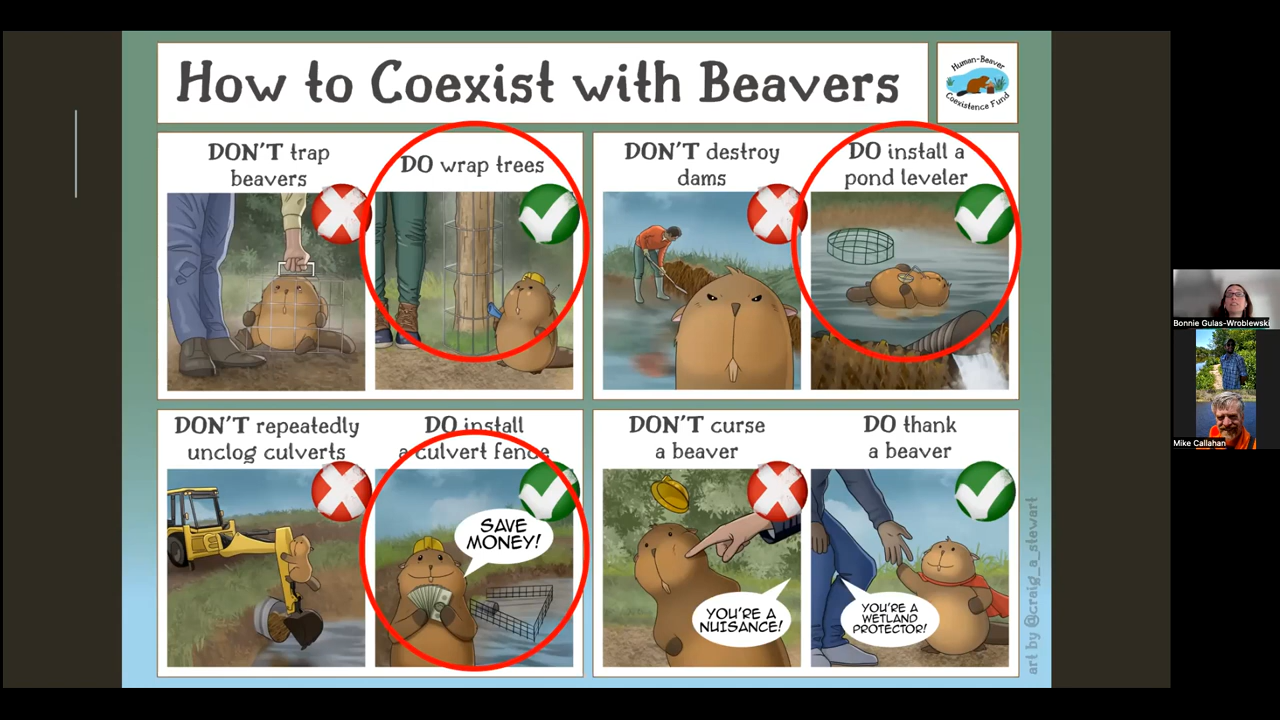 How to Coexist with Beavers
Human-Beaver
Coexistence Fund
DON'T trap
beavers
DO wrap trees
DON'T destroy
dams
DO install a
pond leveler
DON'T repeatedly
unclog culverts
DO install
a culvert fence
SAVE
MONEY!
DON'T curse
a beaver
YOU'RE A
NUISANCE!
DO thank
a beaver
YOU'RE A
WETLAND
PROTECTOR!
art by @craig_a_stewart
Bonnie Gulas-Wroblewski
Mike Callahan